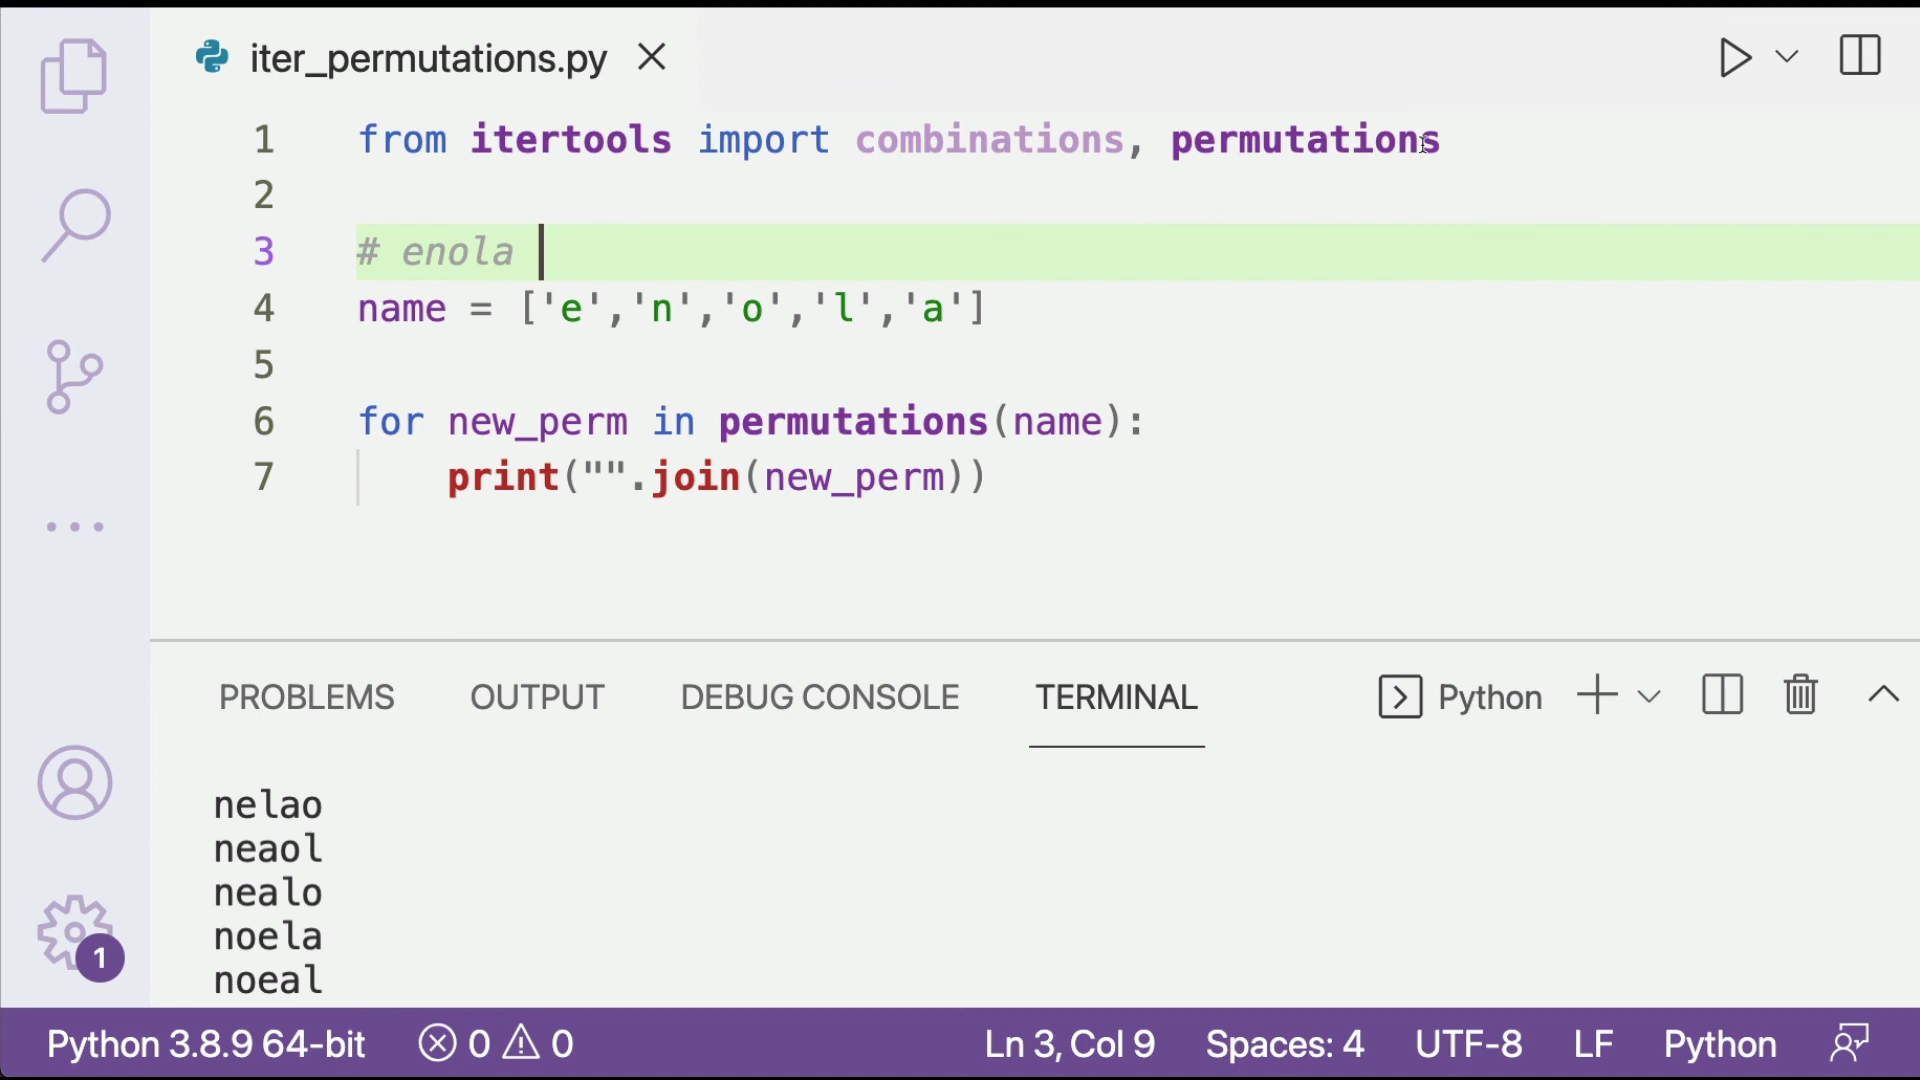 iter_permutations.py
1 from itertools import combinations, permutations
2
3 # enola
4 name = ['e','n','o','l','a']
5
6 for new_perm in permutations(name):
7     print("".join(new_perm))
PROBLEMS OUTPUT DEBUG CONSOLE TERMINAL Python
nelao
neaol
nealo
noela
noeal
1
Python 3.8.9 64-bit 0 0 Ln 3, Col 9 Spaces: 4 UTF-8 LF Python